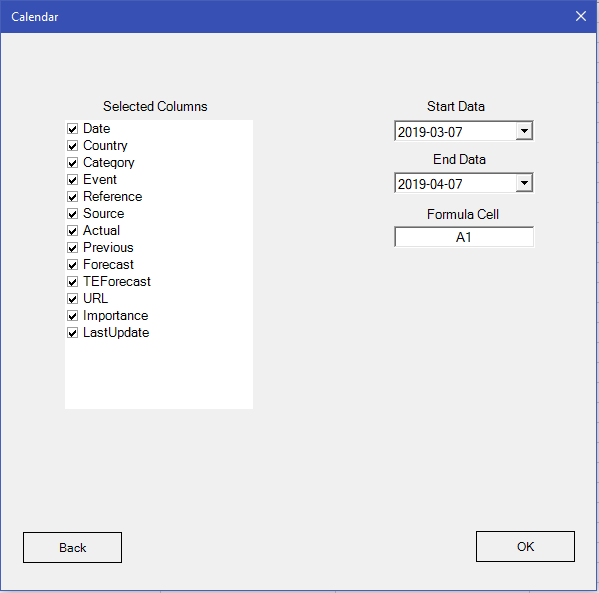 Calendar
Selected Columns
Date
Country
Category
Event
Reference
Source
Actual
Previous
Forecast
TEForecast
URL
Importance
LastUpdate
Start Data
2019-03-07
End Data
2019-04-07
Formula Cell
A1
Back
OK